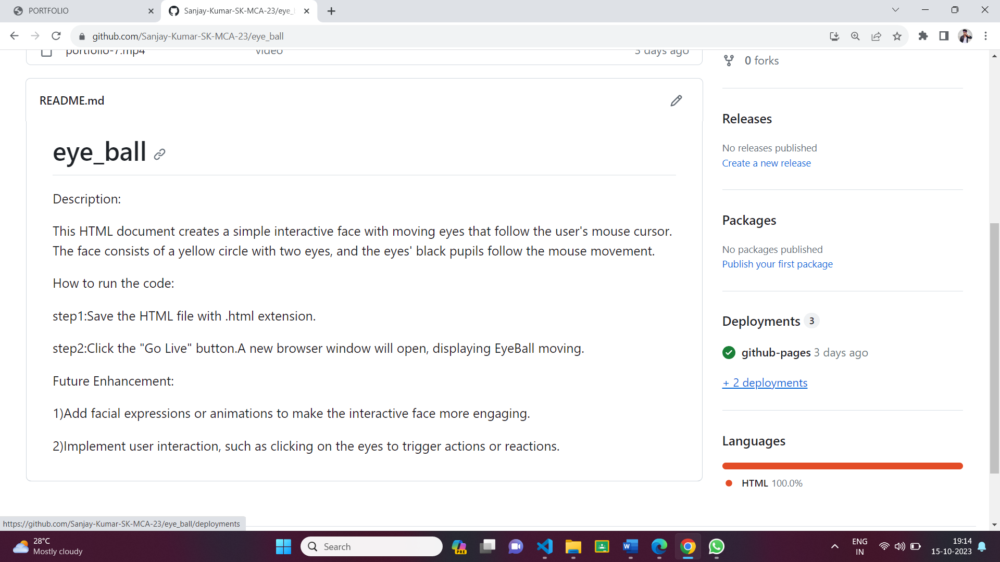 PORTFOLIO
Sanjay-Kumar-SK-MCA-23/eye_
github.com/Sanjay-Kumar-SK-MCA-23/eye_ball
portfolio-7.mp4 video 3 days ago
0 forks
README.md
eye_ball
Description:
This HTML document creates a simple interactive face with moving eyes that follow the user's mouse cursor.
The face consists of a yellow circle with two eyes, and the eyes' black pupils follow the mouse movement.
How to run the code:
step1:Save the HTML file with .html extension.
step2:Click the "Go Live" button.A new browser window will open, displaying EyeBall moving.
Future Enhancement:
1)Add facial expressions or animations to make the interactive face more engaging.
2)Implement user interaction, such as clicking on the eyes to trigger actions or reactions.
Releases
No releases published
Create a new release
Packages
No packages published
Publish your first package
Deployments 3
github-pages 3 days ago
+ 2 deployments
Languages
HTML 100.0%
https://github.com/Sanjay-Kumar-SK-MCA-23/eye_ball/deployments
28°C
Mostly cloudy
Search
PRE
ENG
IN
19:14
15-10-2023